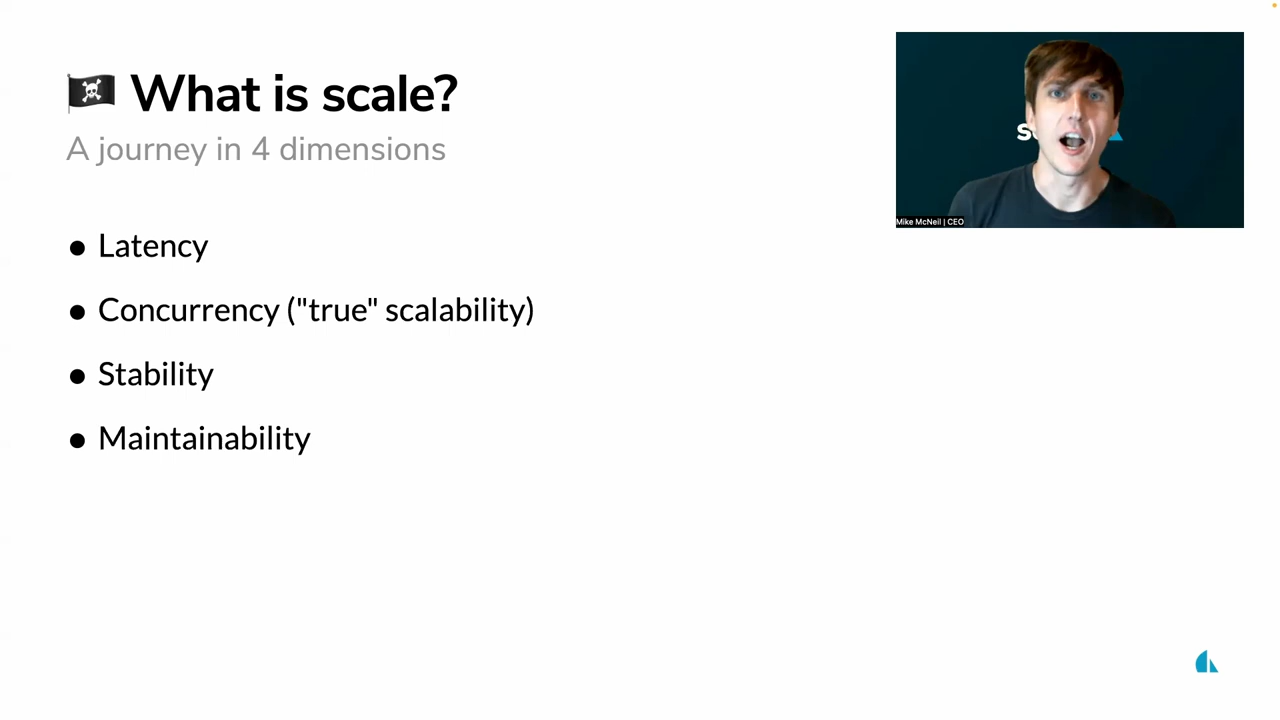 What is scale?
A journey in 4 dimensions
• Latency
• Concurrency ("true" scalability)
• Stability
• Maintainability
Mike McNeil | CEO